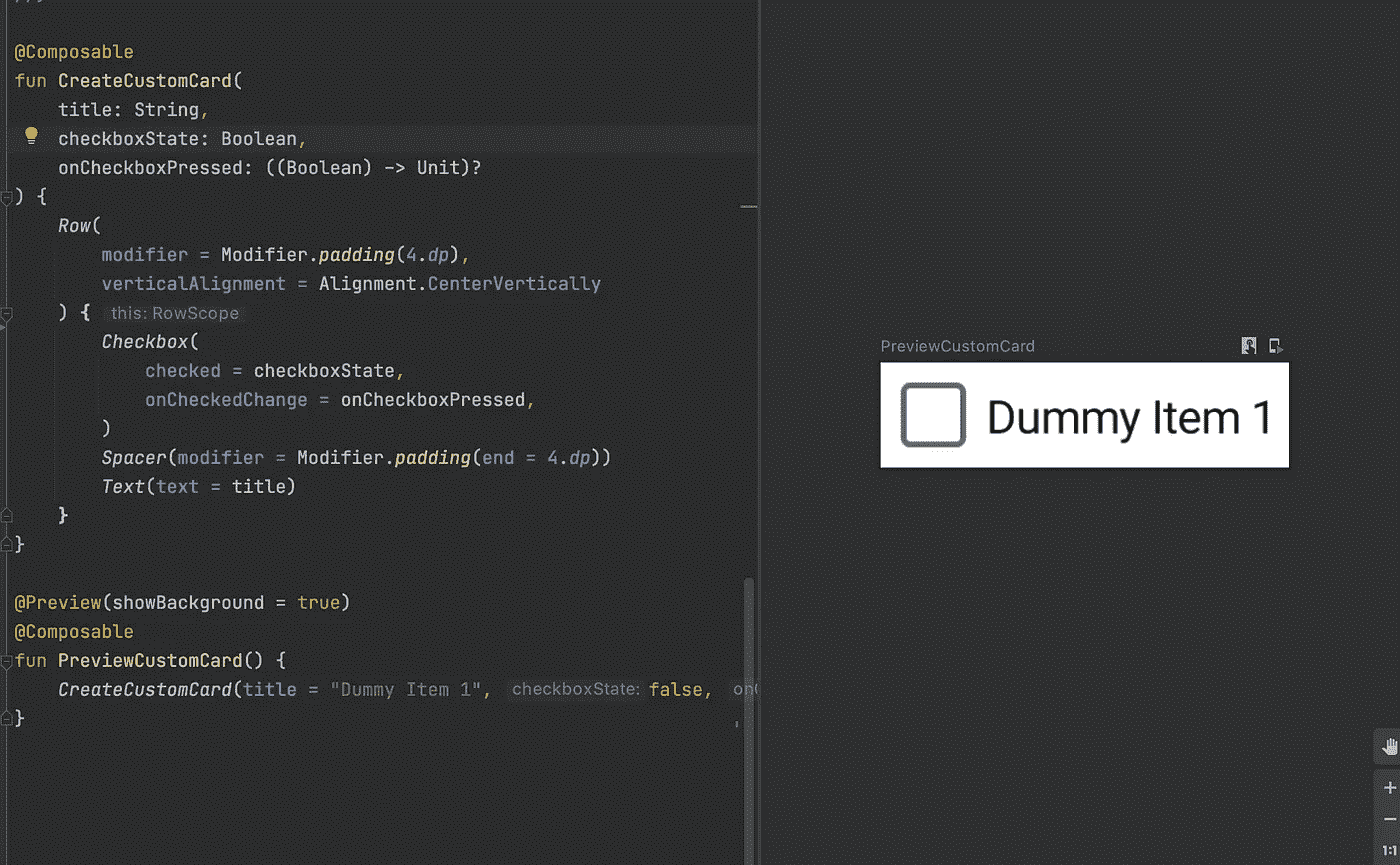 @Composable
fun CreateCustomCard(
    title: String,
    checkboxState: Boolean,
    onCheckboxPressed: ((Boolean) -> Unit)?
) {
    Row(
        modifier = Modifier.padding(4.dp),
        verticalAlignment = Alignment.CenterVertically
    ) { this: RowScope
        Checkbox(
            checked = checkboxState,
            onCheckedChange = onCheckboxPressed,
        )
        Spacer(modifier = Modifier.padding(end = 4.dp))
        Text(text = title)
    }
}
@Preview(showBackground = true)
@Composable
fun PreviewCustomCard() {
    CreateCustomCard(title = "Dummy Item 1", checkboxState: false,
}
PreviewCustomCard
Dummy Item 1
+
−
1:1